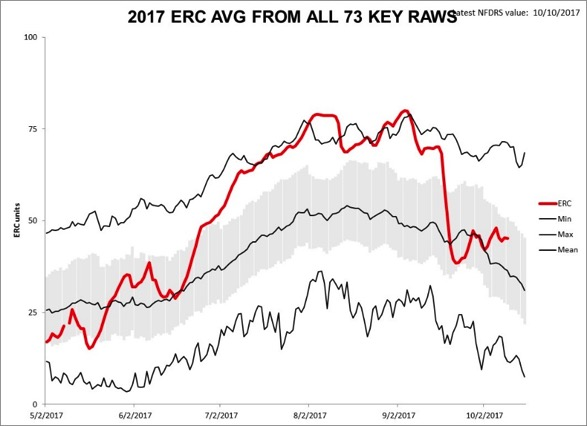 2017 ERC AVG FROM ALL 73 KEY RAWS
Latest NFDRS value: 10/10/2017
100
75
50
25
0
ERC units
5/2/2017 6/2/2017 7/2/2017 8/2/2017 9/2/2017 10/2/2017
ERC
Min
Max
Mean